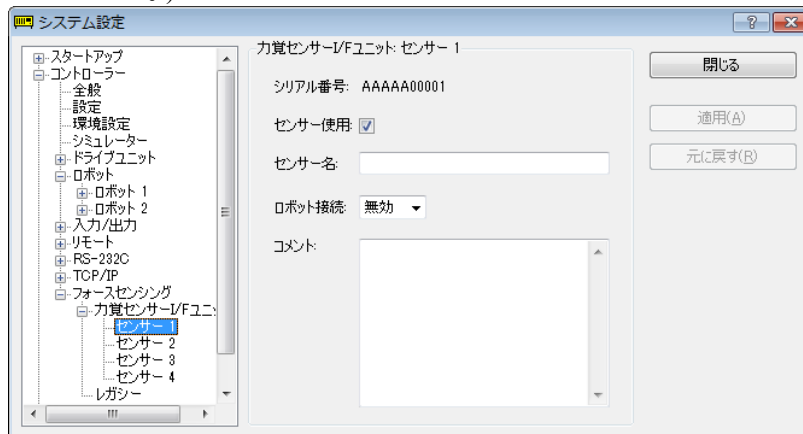 システム設定
スタートアップ
コントローラー
全般
設定
環境設定
シミュレーター
ドライブユニット
ロボット
ロボット 1
ロボット 2
入力/出力
リモート
RS-232C
TCP/IP
フォースセンシング
力覚センサーI/Fユニ
センサー 1
センサー 2
センサー 3
センサー 4
レガシー
力覚センサーI/Fユニット: センサー 1
シリアル番号: AAAAA00001
センサー使用:
センサー名:
ロボット接続: 無効
コメント:
閉じる
適用(A)
元に戻す(R)